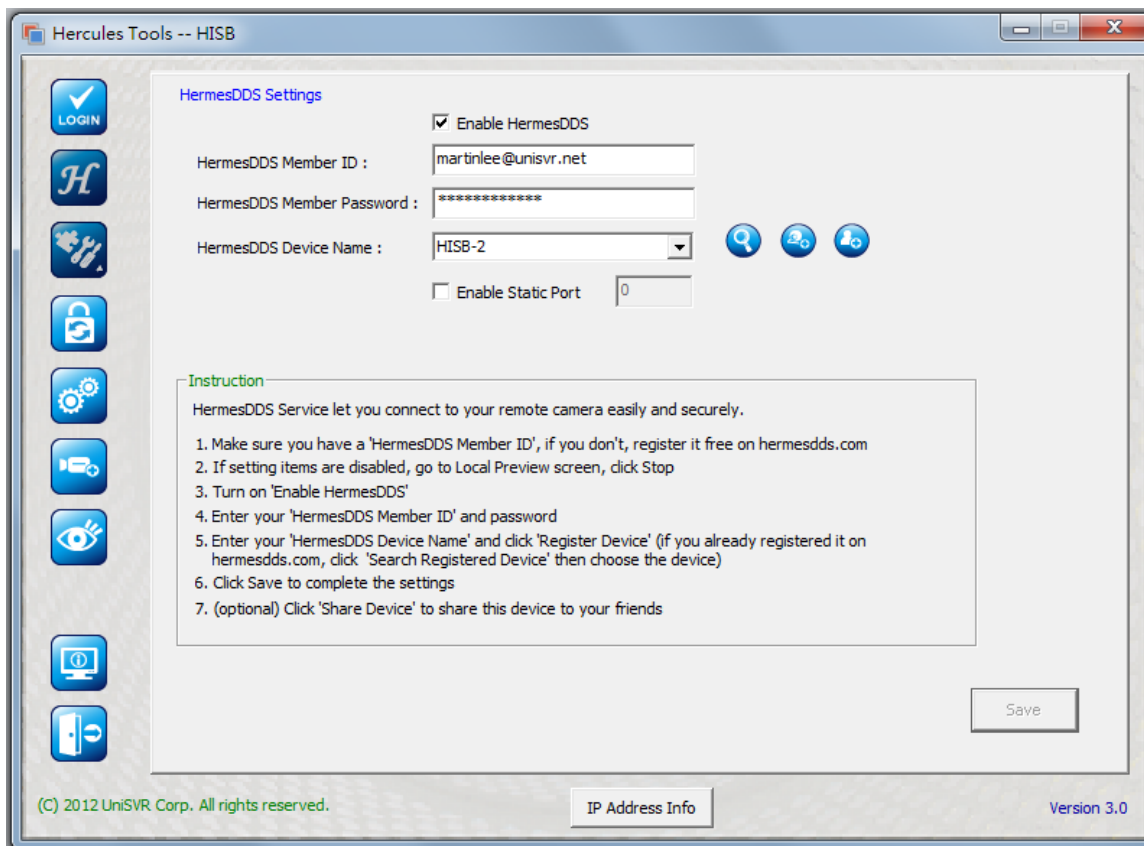 Hercules Tools -- HISB
LOGIN
H
HermesDDS Settings
Enable HermesDDS
HermesDDS Member ID : martinlee@unisvr.net
HermesDDS Member Password : ************
HermesDDS Device Name : HISB-2
Enable Static Port 0
Instruction
HermesDDS Service let you connect to your remote camera easily and securely.
1. Make sure you have a 'HermesDDS Member ID', if you don't, register it free on hermesdds.com
2. If setting items are disabled, go to Local Preview screen, click Stop
3. Turn on 'Enable HermesDDS'
4. Enter your 'HermesDDS Member ID' and password
5. Enter your 'HermesDDS Device Name' and click 'Register Device' (if you already registered it on
hermesdds.com, click 'Search Registered Device' then choose the device)
6. Click Save to complete the settings
7. (optional) Click 'Share Device' to share this device to your friends
Save
(C) 2012 UniSVR Corp. All rights reserved.
IP Address Info
Version 3.0